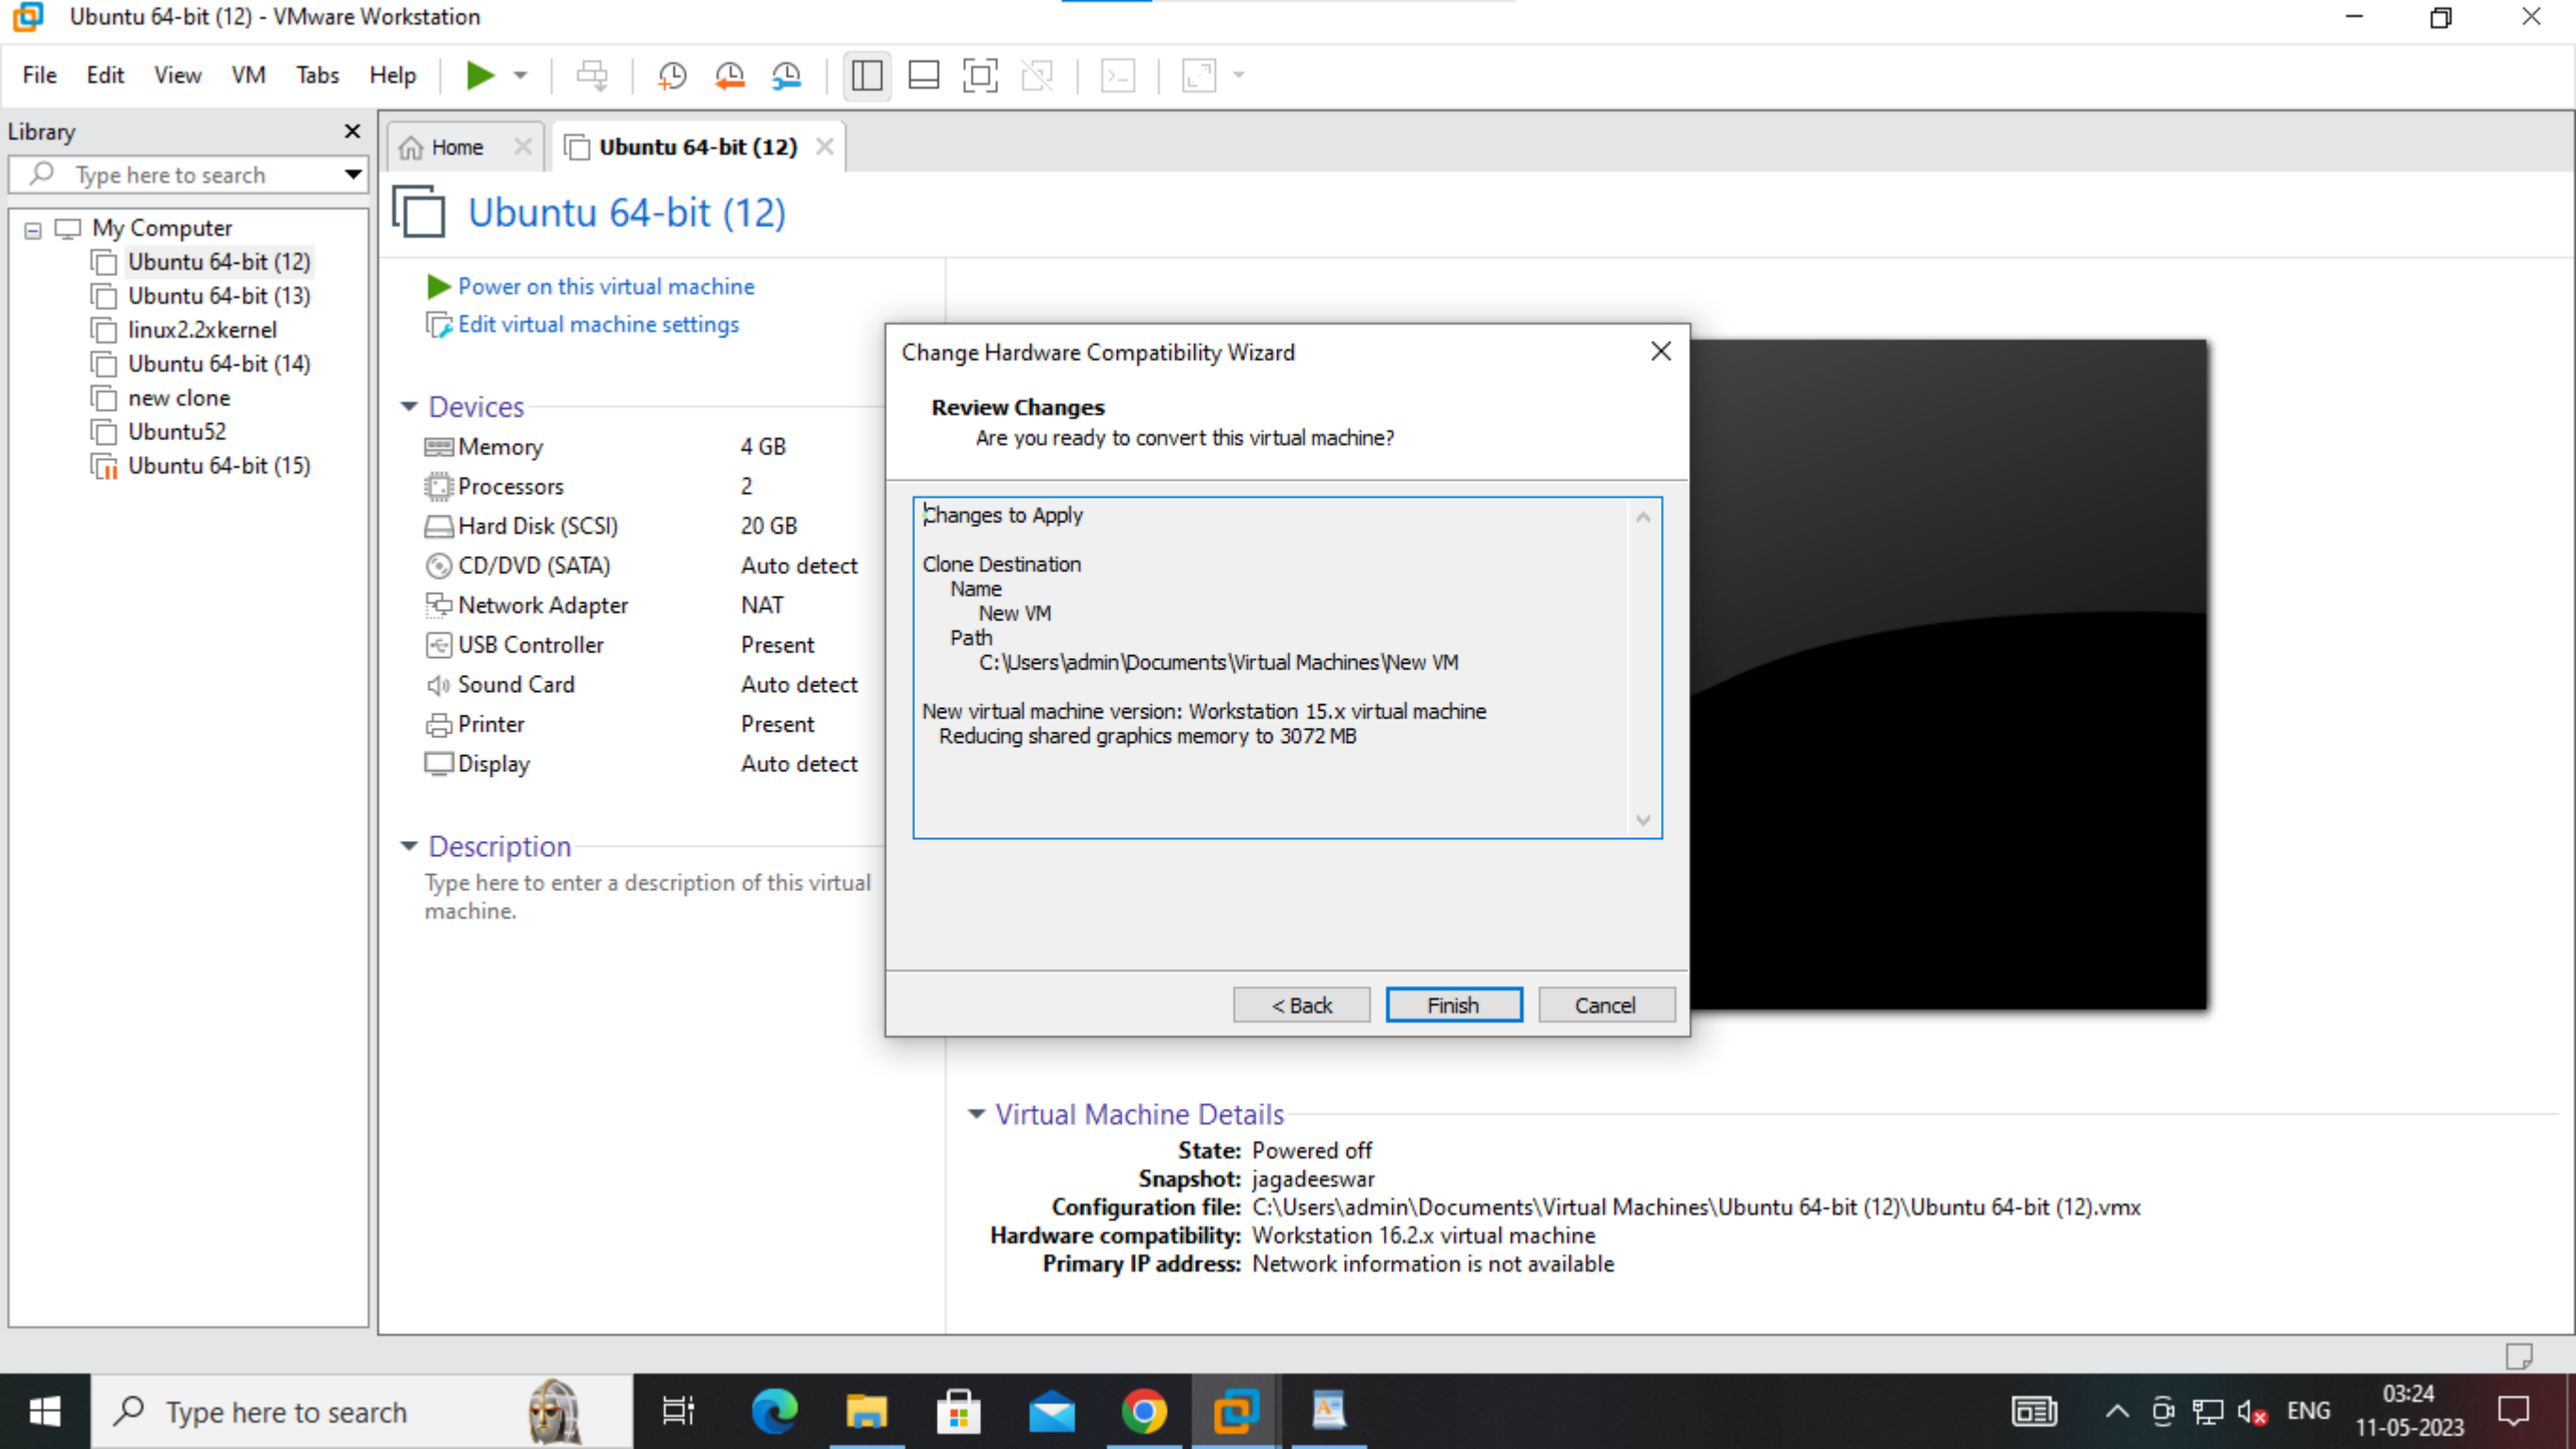 Ubuntu 64-bit (12) - VMware Workstation
File Edit View VM Tabs Help
Library
Type here to search
My Computer
Ubuntu 64-bit (12)
Ubuntu 64-bit (13)
linux2.2xkernel
Ubuntu 64-bit (14)
new clone
Ubuntu52
Ubuntu 64-bit (15)
Home Ubuntu 64-bit (12)
Ubuntu 64-bit (12)
Power on this virtual machine
Edit virtual machine settings
Devices
Memory 4 GB
Processors 2
Hard Disk (SCSI) 20 GB
CD/DVD (SATA) Auto detect
Network Adapter NAT
USB Controller Present
Sound Card Auto detect
Printer Present
Display Auto detect
Description
Type here to enter a description of this virtual
machine.
Change Hardware Compatibility Wizard
Review Changes
Are you ready to convert this virtual machine?
Changes to Apply
Clone Destination
Name
New VM
Path
C:\Users\admin\Documents\Virtual Machines\New VM
New virtual machine version: Workstation 15.x virtual machine
Reducing shared graphics memory to 3072 MB
< Back Finish Cancel
Virtual Machine Details
State: Powered off
Snapshot: jagadeeswar
Configuration file: C:\Users\admin\Documents\Virtual Machines\Ubuntu 64-bit (12)\Ubuntu 64-bit (12).vmx
Hardware compatibility: Workstation 16.2.x virtual machine
Primary IP address: Network information is not available
Type here to search
ENG
03:24
11-05-2023